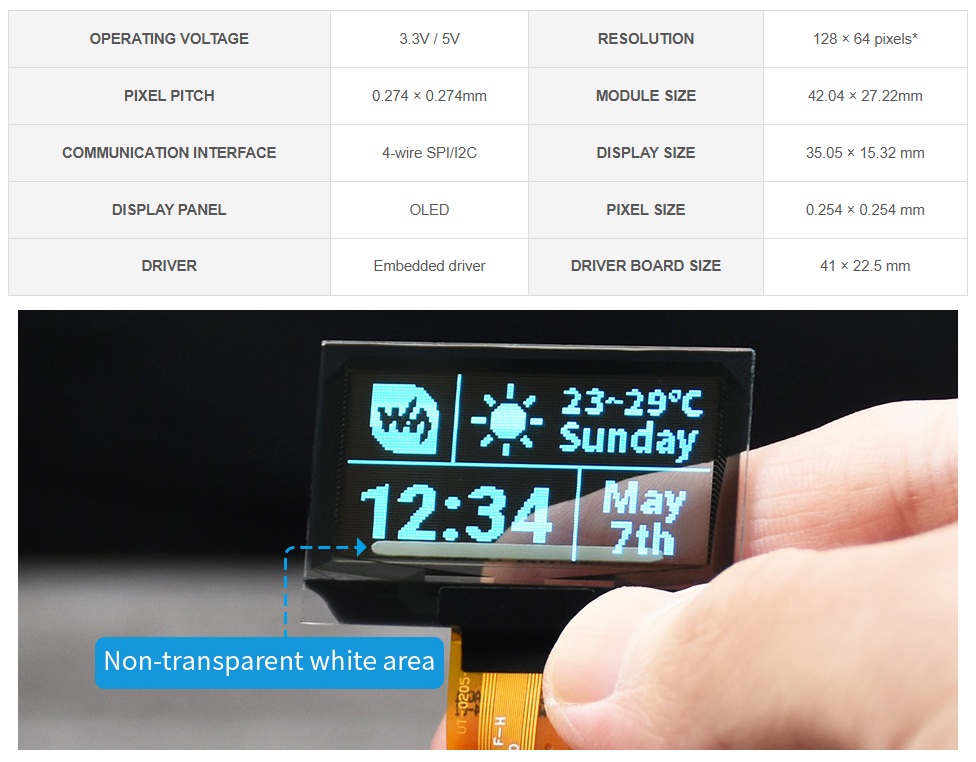 OPERATING VOLTAGE 3.3V / 5V RESOLUTION 128 × 64 pixels*
PIXEL PITCH 0.274 × 0.274mm MODULE SIZE 42.04 × 27.22mm
COMMUNICATION INTERFACE 4-wire SPI/I2C DISPLAY SIZE 35.05 × 15.32 mm
DISPLAY PANEL OLED PIXEL SIZE 0.254 × 0.254 mm
DRIVER Embedded driver DRIVER BOARD SIZE 41 × 22.5 mm
23~29°C
Sunday
12:34
May
7th
Non-transparent white area
UT-0205-
F-H